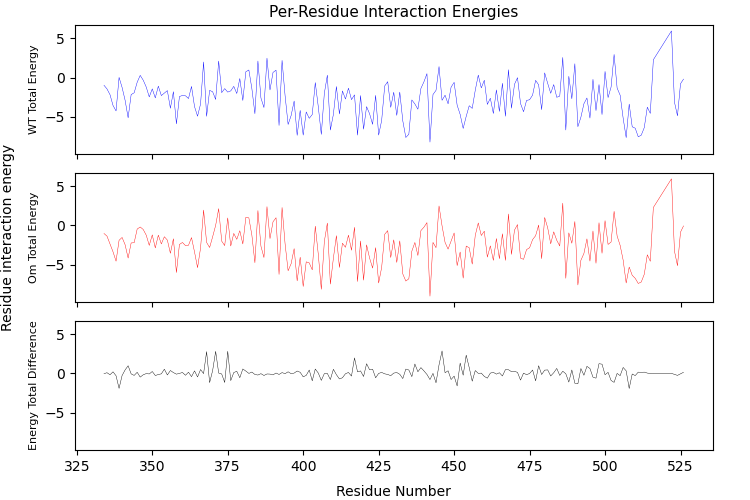 Per-Residue Interaction Energies
Residue interaction energy
WT Total Energy
5
0
−5
Om Total Energy
5
0
−5
Energy Total Difference
5
0
−5
325 350 375 400 425 450 475 500 525
Residue Number